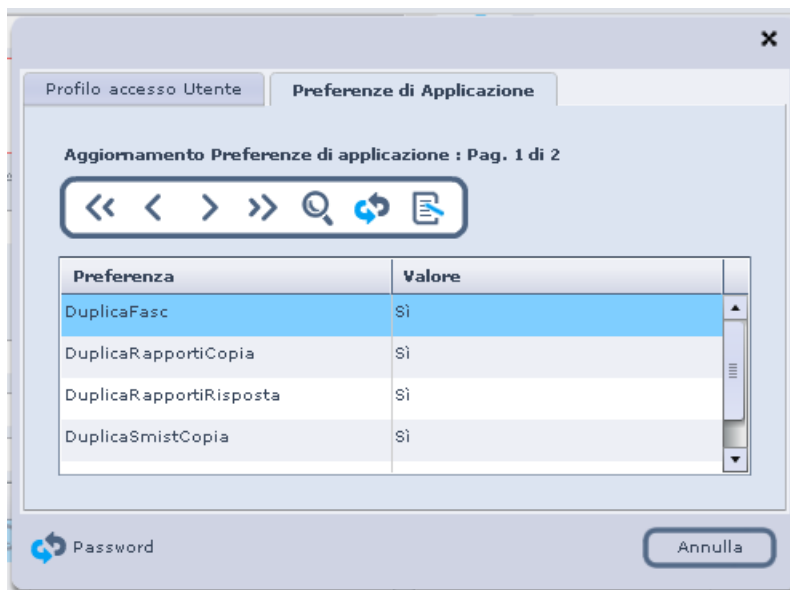 Profilo accesso Utente Preferenze di Applicazione
Aggiornamento Preferenze di applicazione : Pag. 1 di 2
Preferenza Valore
DuplicaFasc Sì
DuplicaRapportiCopia Sì
DuplicaRapportiRisposta Sì
DuplicaSmistCopia Sì
Password Annulla